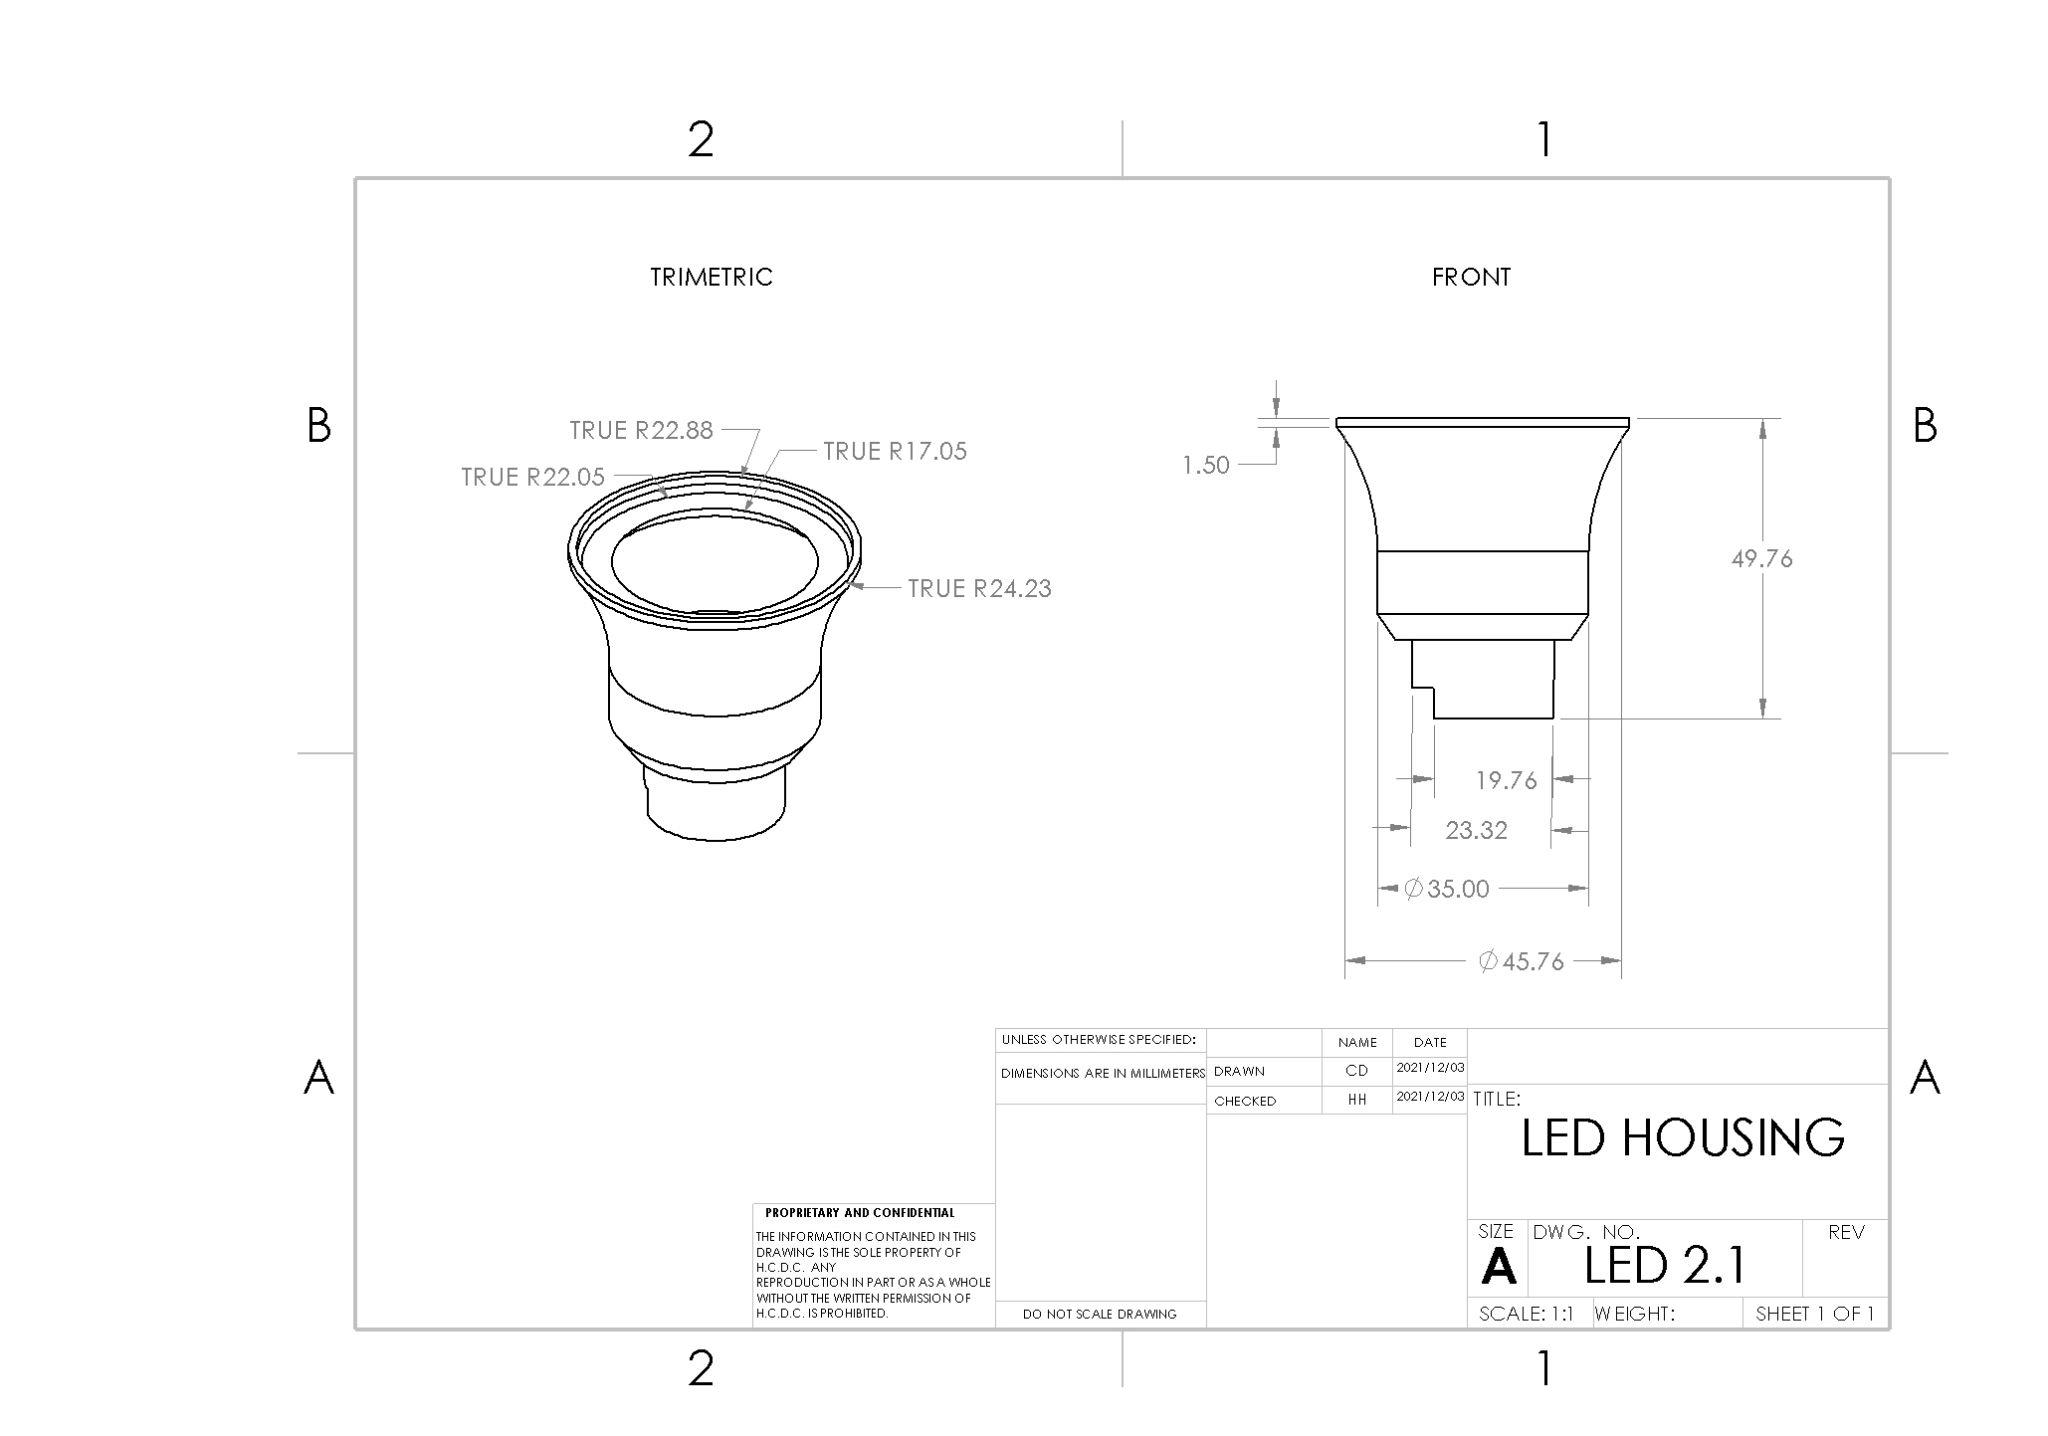 2 1
TRIMETRIC FRONT
B B
TRUE R22.88
TRUE R17.05
TRUE R22.05
TRUE R24.23
1.50
49.76
19.76
23.32
∅35.00
∅45.76
A A
UNLESS OTHERWISE SPECIFIED:
DIMENSIONS ARE IN MILLIMETERS
NAME DATE
DRAWN CD 2021/12/03
CHECKED HH 2021/12/03
TITLE:
LED HOUSING
PROPRIETARY AND CONFIDENTIAL
THE INFORMATION CONTAINED IN THIS
DRAWING IS THE SOLE PROPERTY OF
H.C.D.C. ANY
REPRODUCTION IN PART OR AS A WHOLE
WITHOUT THE WRITTEN PERMISSION OF
H.C.D.C. IS PROHIBITED.
DO NOT SCALE DRAWING
SIZE DWG. NO. REV
A LED 2.1
SCALE: 1:1 WEIGHT: SHEET 1 OF 1
2 1